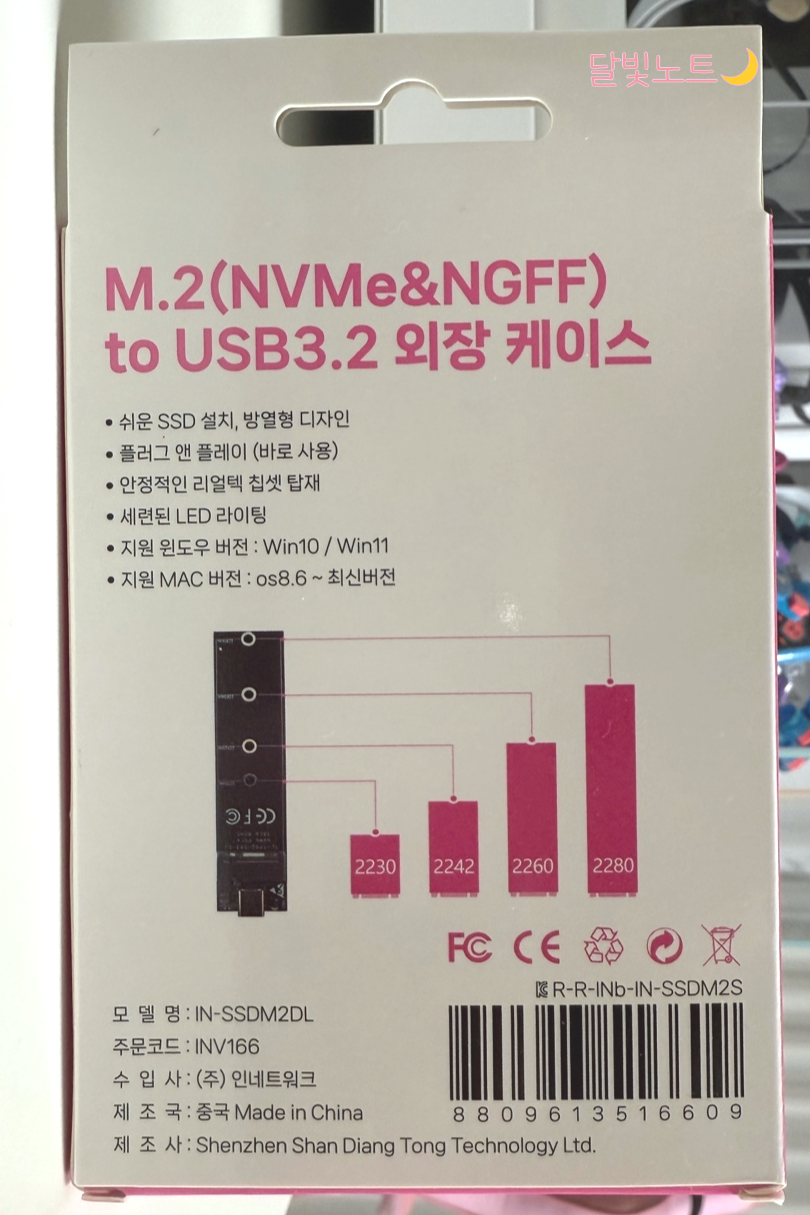 달빛노트🌙
M.2(NVMe&NGFF)
to USB3.2 외장 케이스
• 쉬운 SSD 설치, 방열형 디자인
• 플러그 앤 플레이 (바로 사용)
• 안정적인 리얼텍 칩셋 탑재
• 세련된 LED 라이팅
• 지원 윈도우 버전 : Win10 / Win11
• 지원 MAC 버전 : os8.6 ~ 최신버전
CE FC
2230 2242 2260 2280
FC CE
R-R-INb-IN-SSDM2S
모 델 명 : IN-SSDM2DL
주문코드 : INV166
수 입 사 : (주) 인네트워크
제 조 국 : 중국 Made in China
제 조 사 : Shenzhen Shan Diang Tong Technology Ltd.
8809613516609